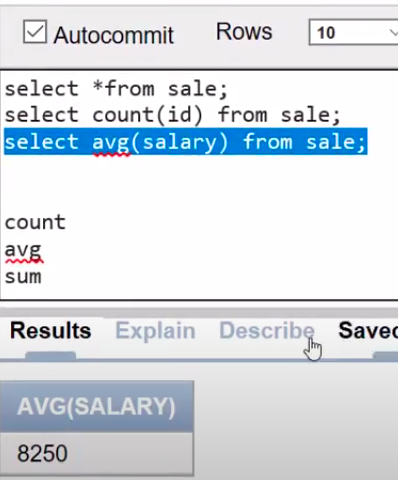 Autocommit Rows 10
select *from sale;
select count(id) from sale;
select avg(salary) from sale;
count
avg
sum
Results Explain Describe Saved
AVG(SALARY)
8250